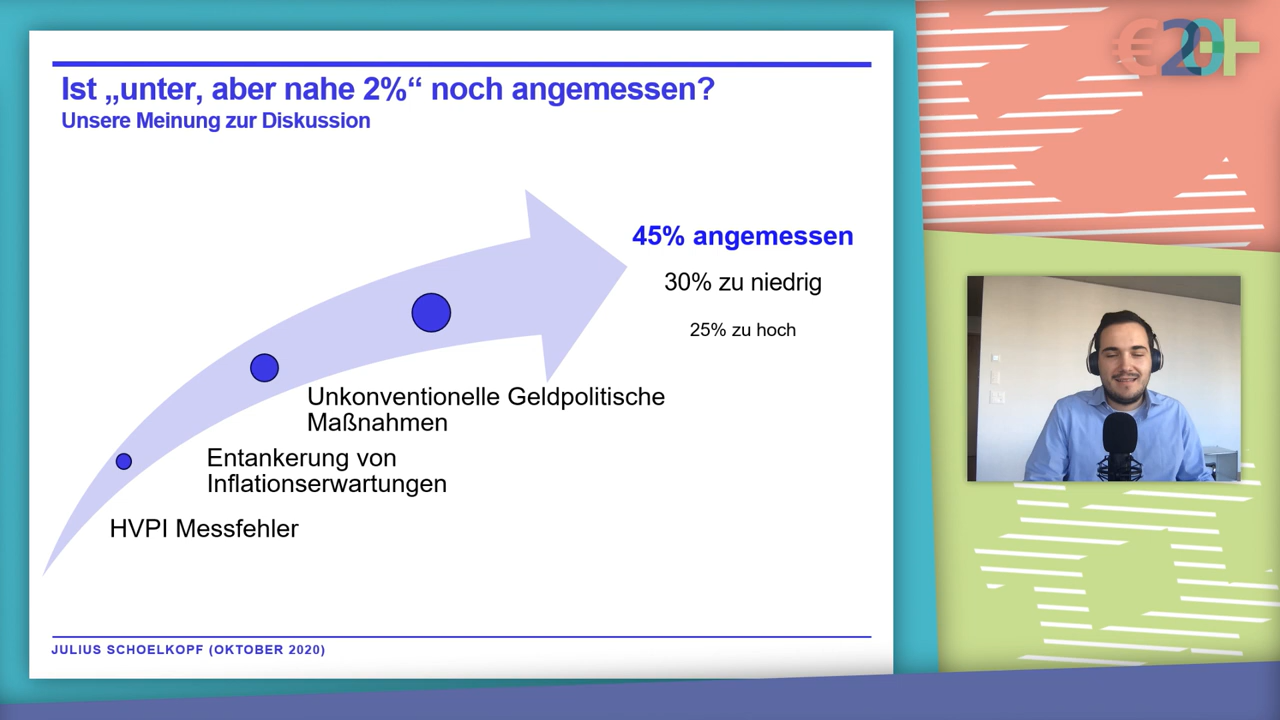 €20+
Ist „unter, aber nahe 2%“ noch angemessen?
Unsere Meinung zur Diskussion
45% angemessen
30% zu niedrig
25% zu hoch
Unkonventionelle Geldpolitische
Maßnahmen
Entankerung von
Inflationserwartungen
HVPI Messfehler
JULIUS SCHOELKOPF (OKTOBER 2020)